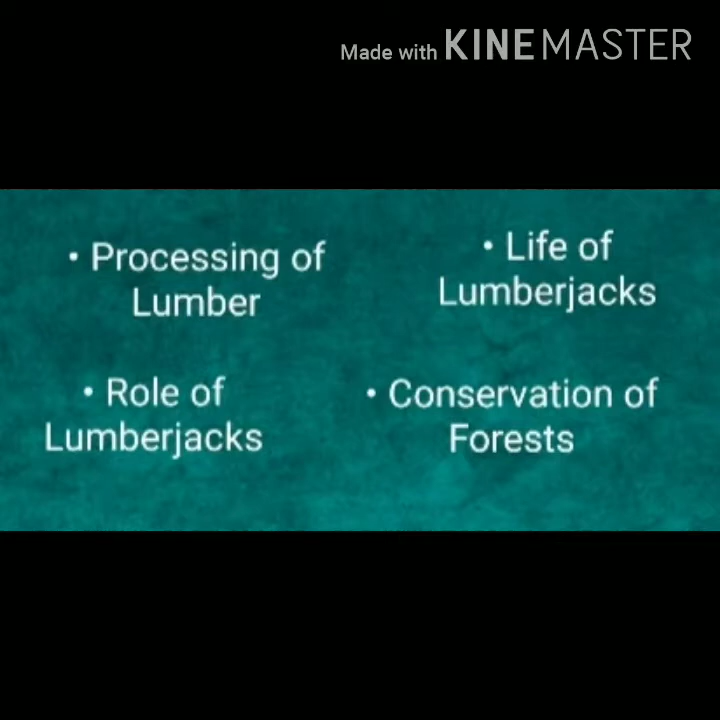 Made with KINEMASTER
• Processing of
Lumber
• Life of
Lumberjacks
• Role of
Lumberjacks
• Conservation of
Forests